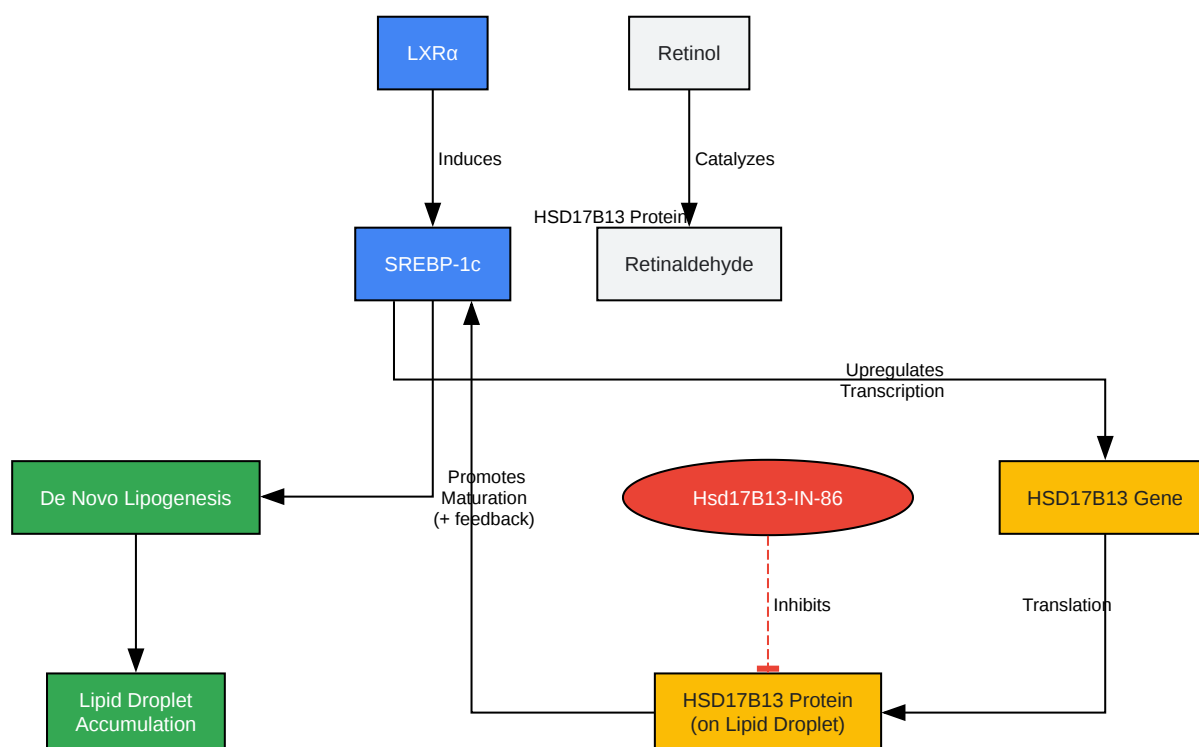 LXRα
Retinol
Induces
Catalyzes
HSD17B13 Protein
SREBP-1c
Retinaldehyde
Upregulates
Transcription
De Novo Lipogenesis
Promotes
Maturation
(+ feedback)
Hsd17B13-IN-86
HSD17B13 Gene
Inhibits
Translation
Lipid Droplet
Accumulation
HSD17B13 Protein
(on Lipid Droplet)